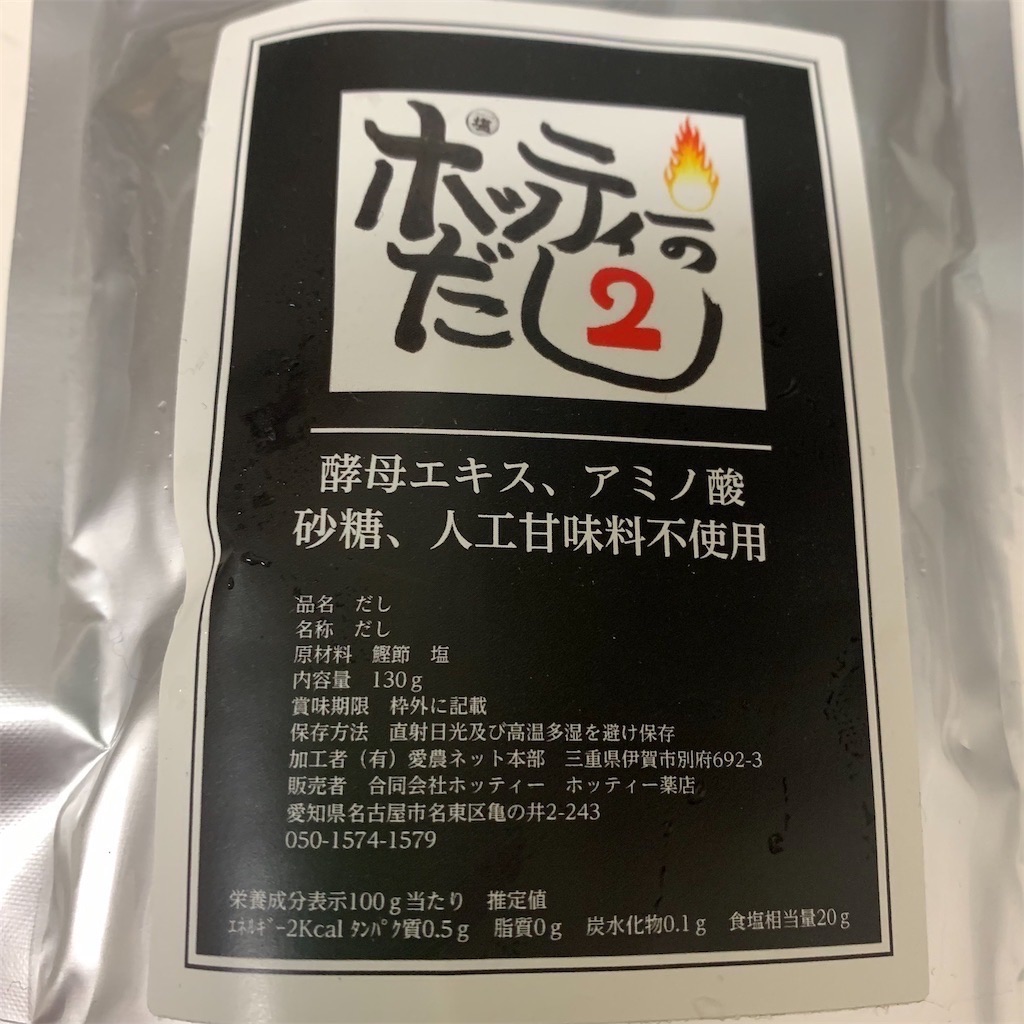 塩
ホッティーの
だし2
酵母エキス、アミノ酸
砂糖、人工甘味料不使用
品名　だし
名称　だし
原材料　鰹節　塩
内容量　130g
賞味期限　枠外に記載
保存方法　直射日光及び高温多湿を避け保存
加工者（有）愛農ネット本部　三重県伊賀市別府692-3
販売者　合同会社ホッティー　ホッティー薬店
愛知県名古屋市名東区亀の井2-243
050-1574-1579
栄養成分表示100g当たり　推定値
ｴﾈﾙｷﾞｰ2Kcal ﾀﾝﾊﾟｸ質0.5g　脂質0g　炭水化物0.1g　食塩相当量20g